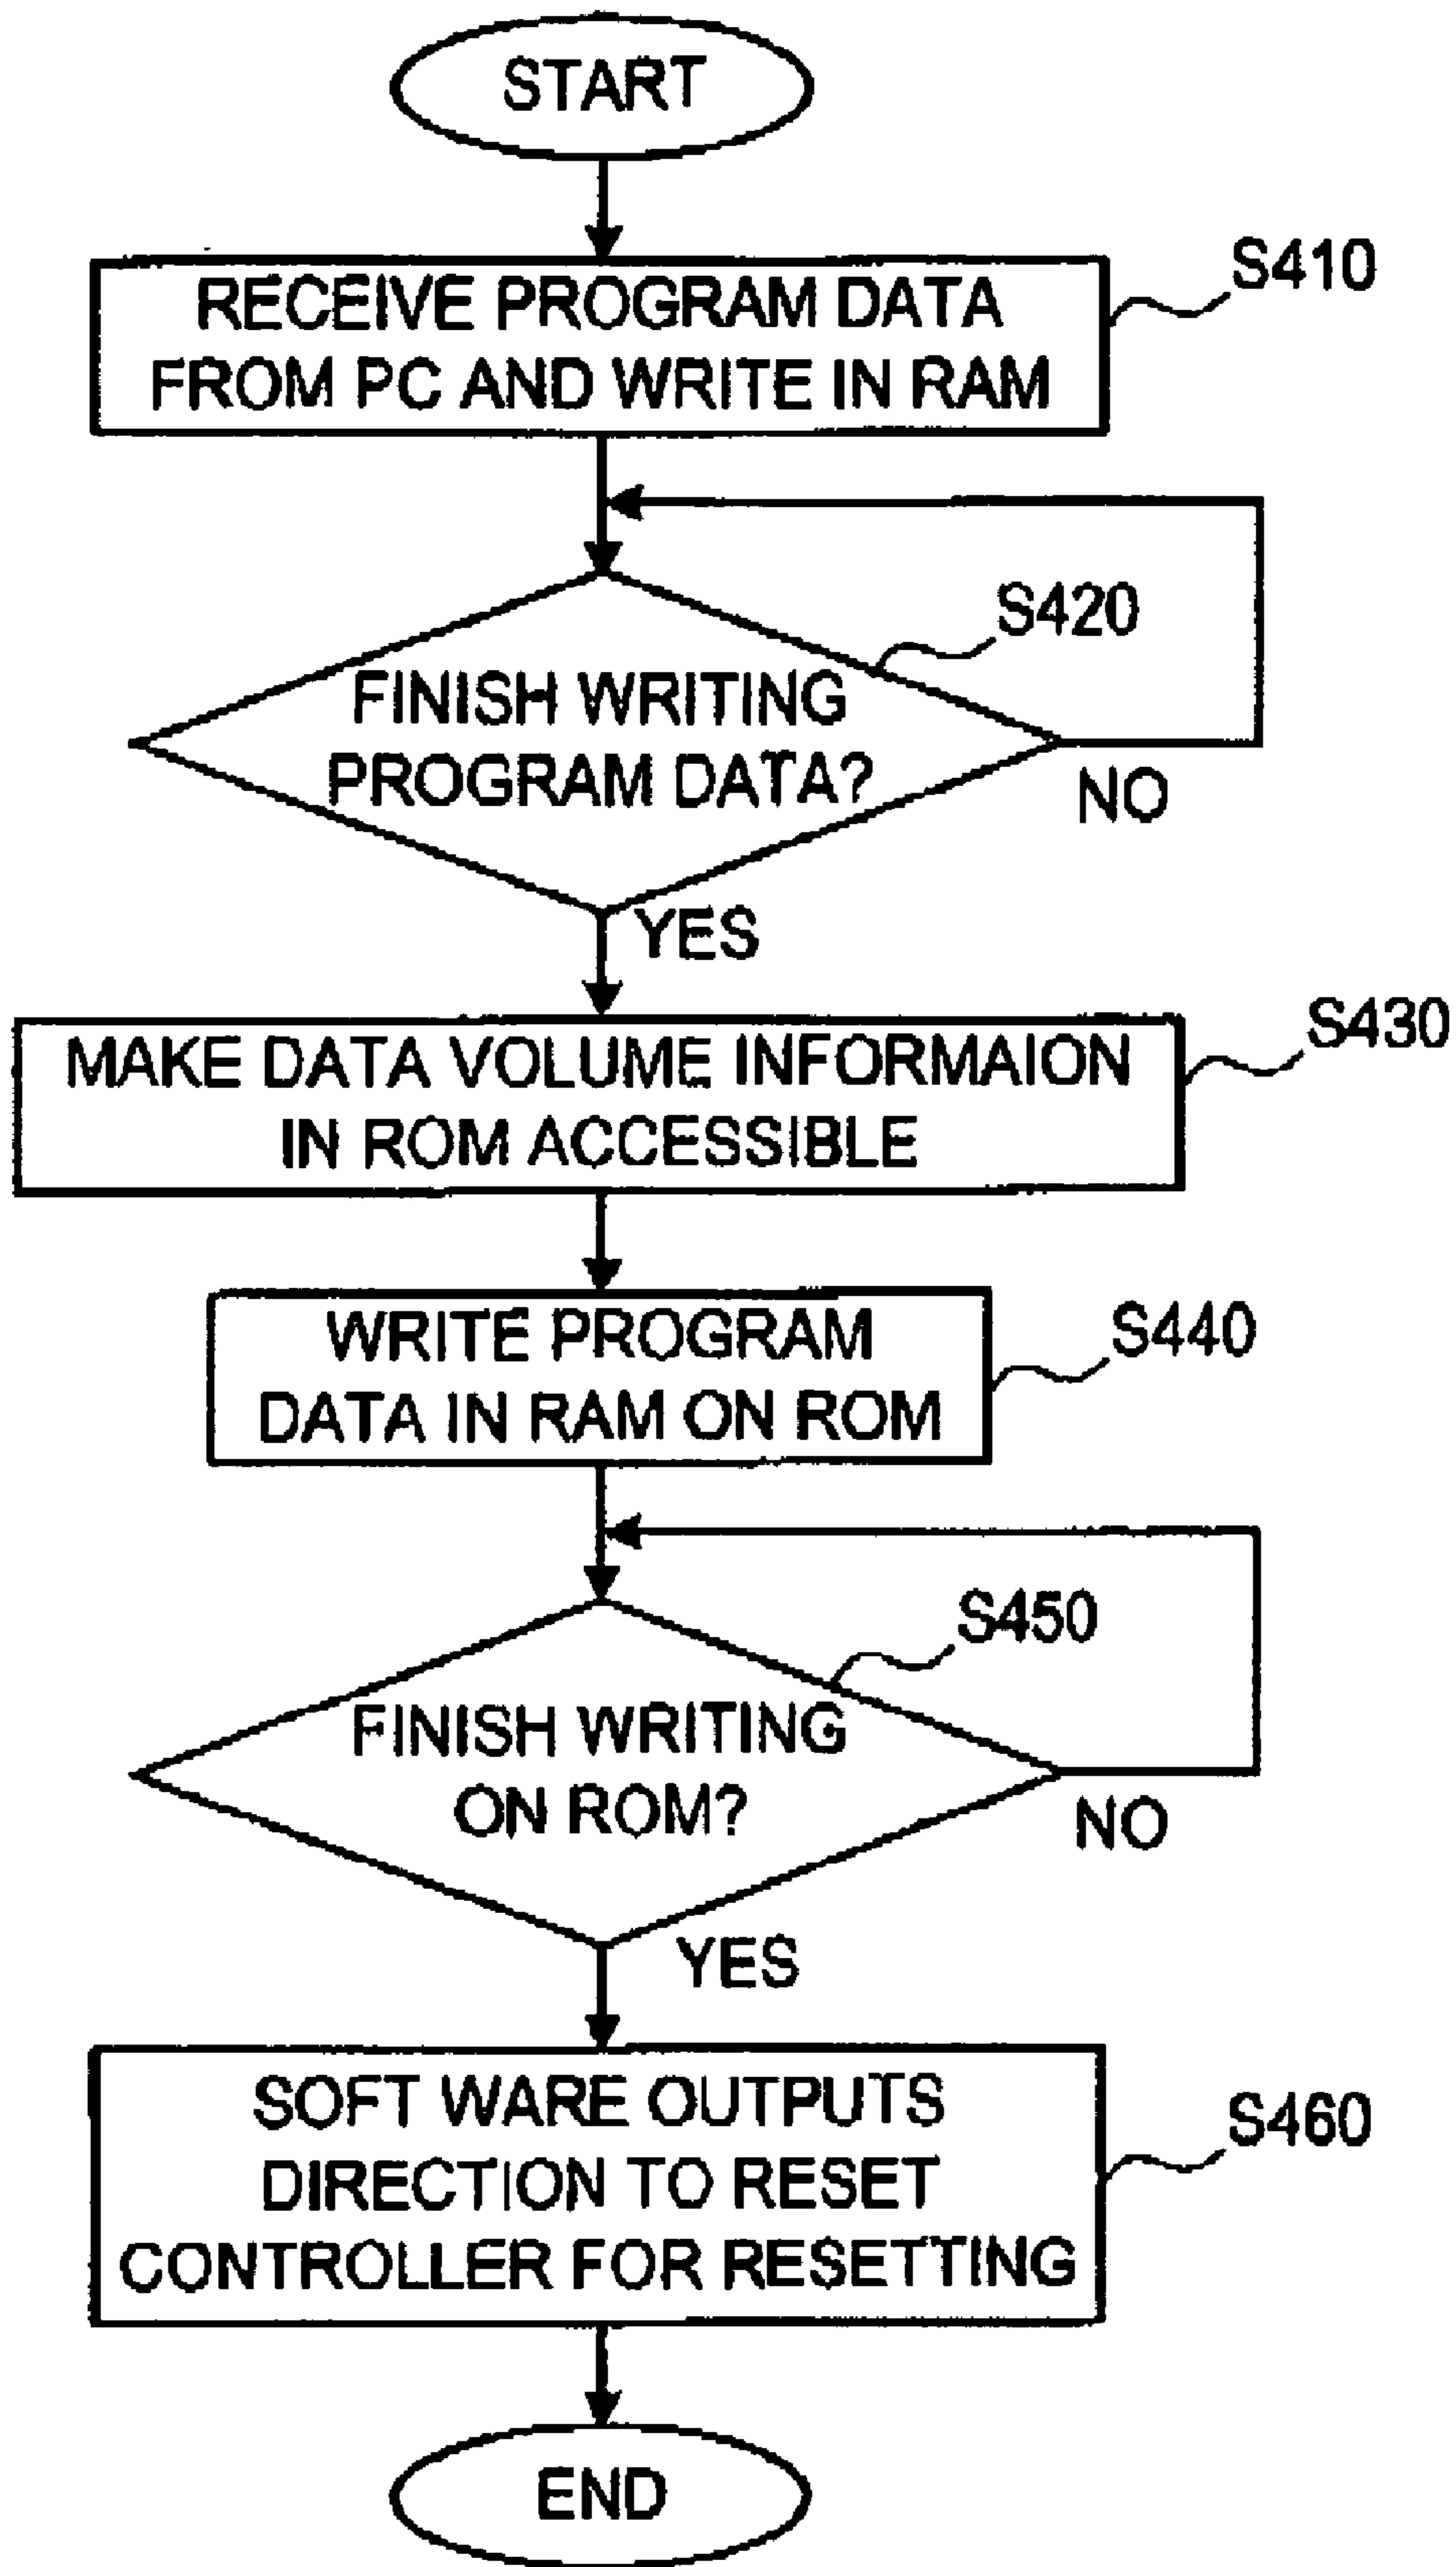 START
S410
RECEIVE PROGRAM DATA
FROM PC AND WRITE IN RAM
S420
FINISH WRITING
PROGRAM DATA?
NO
YES
S430
MAKE DATA VOLUME INFORMAION
IN ROM ACCESSIBLE
S440
WRITE PROGRAM
DATA IN RAM ON ROM
S450
FINISH WRITING
ON ROM?
NO
YES
SOFT WARE OUTPUTS
S460
DIRECTION TO RESET
CONTROLLER FOR RESETTING
END